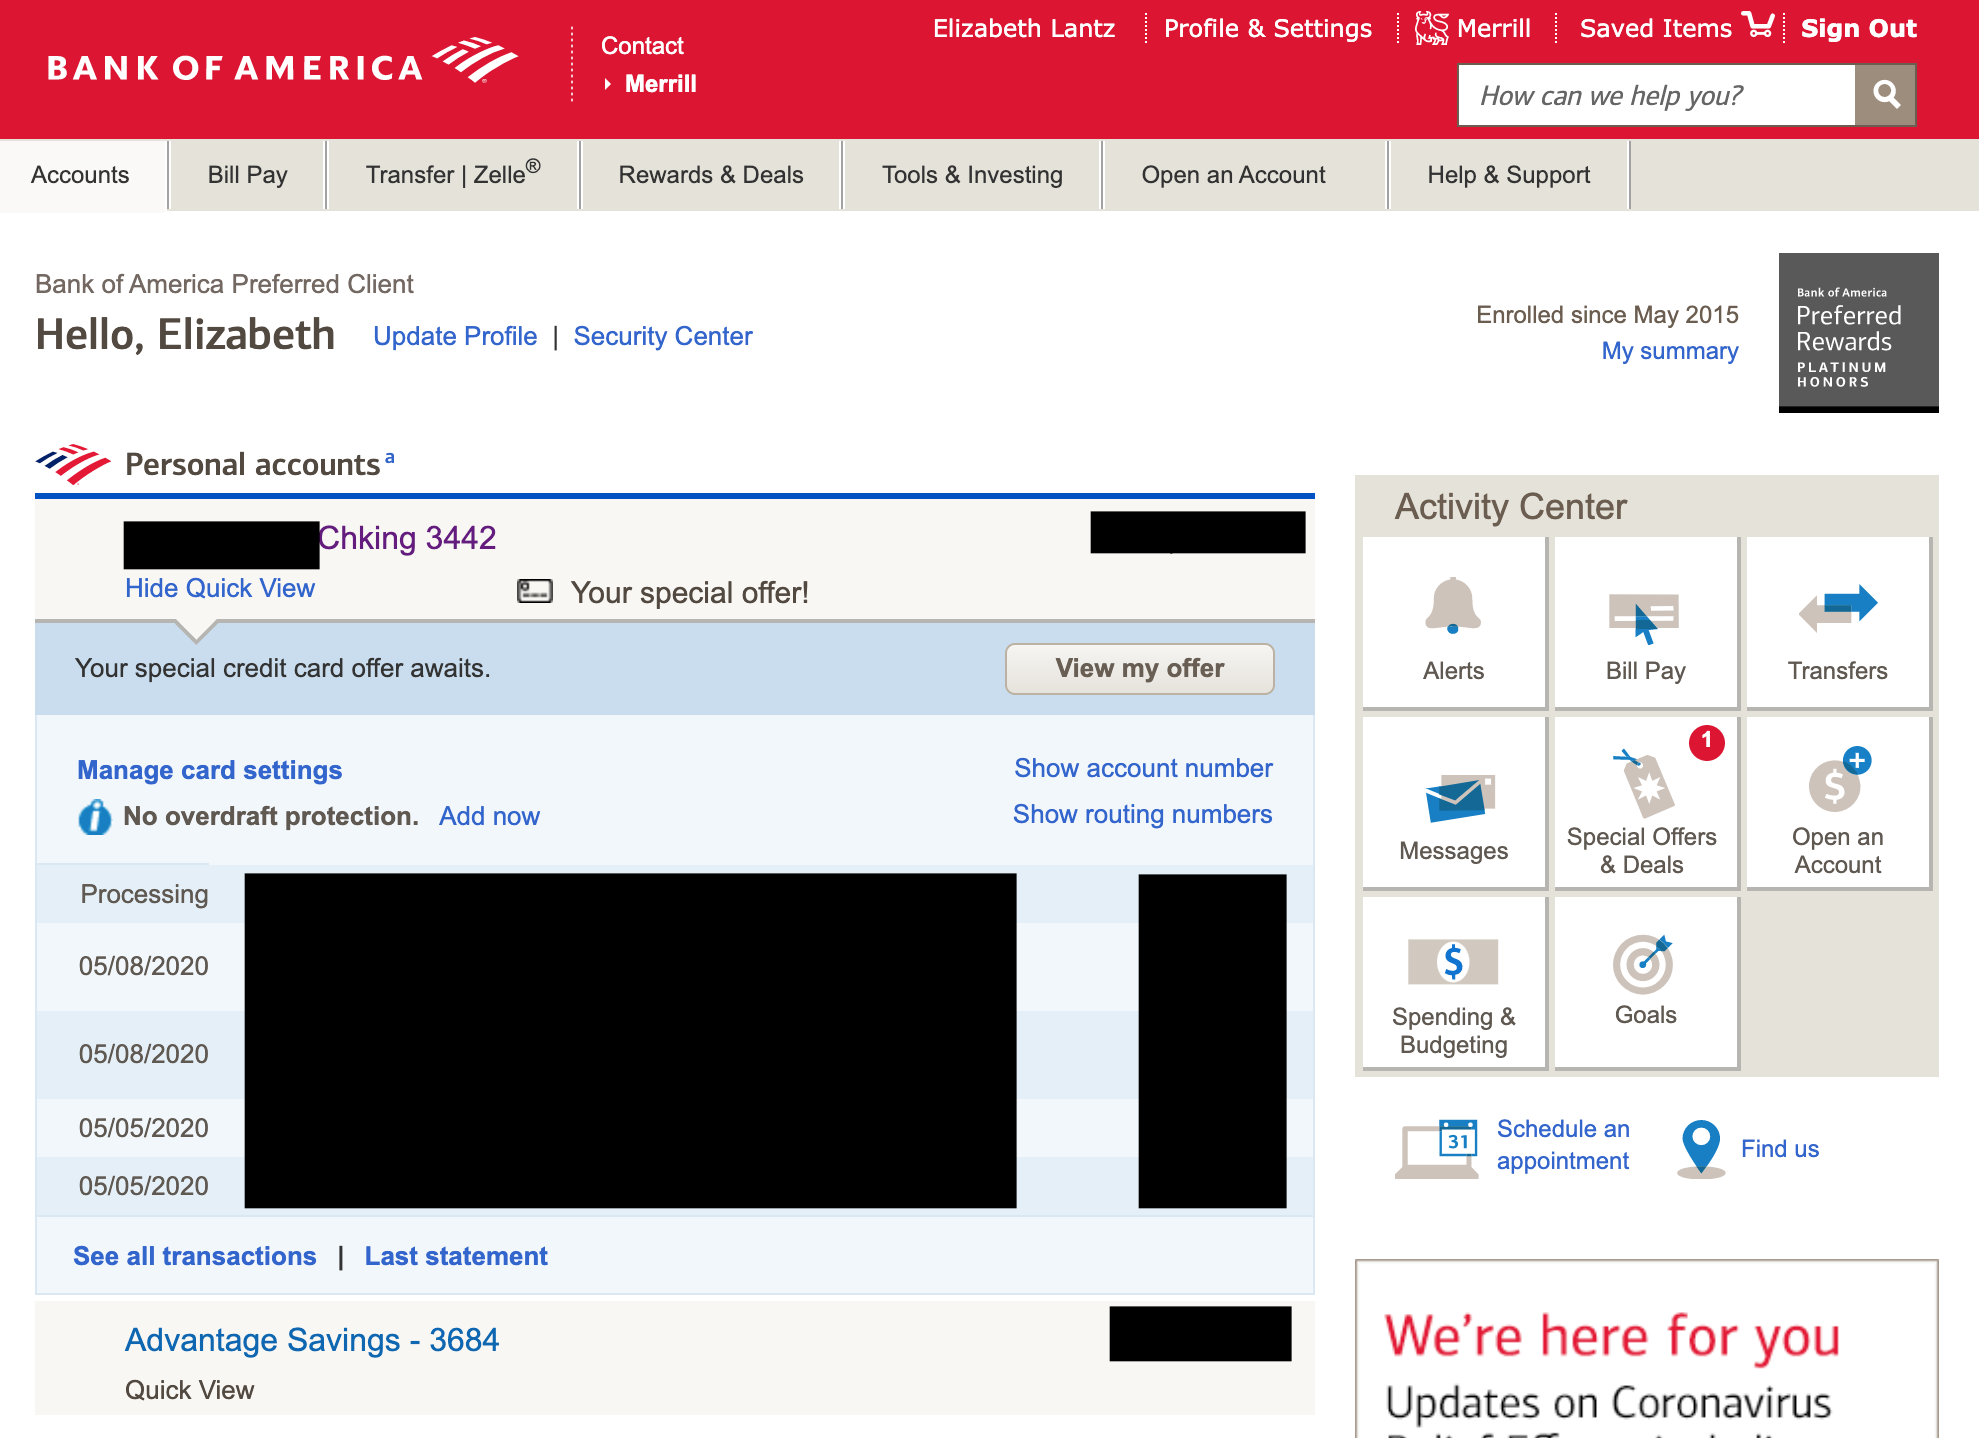 Elizabeth Lantz
Profile & Settings
Merrill
Saved Items
Sign Out
BANK OF AMERICA
Contact
Merrill
How can we help you?
Accounts
Bill Pay
Transfer | Zelle®
Rewards & Deals
Tools & Investing
Open an Account
Help & Support
Bank of America Preferred Client
Hello, Elizabeth
Update Profile | Security Center
Enrolled since May 2015
My summary
Bank of America
Preferred
Rewards
PLATINUM
HONORS
Personal accounts a
Chking 3442
Hide Quick View
Your special offer!
Your special credit card offer awaits.
View my offer
Manage card settings
Show account number
No overdraft protection. Add now
Show routing numbers
Processing
05/08/2020
05/08/2020
05/05/2020
05/05/2020
See all transactions | Last statement
Advantage Savings - 3684
Quick View
Activity Center
Alerts
Bill Pay
Transfers
Messages
1
Special Offers
& Deals
$
Open an
Account
$
Spending &
Budgeting
Goals
31
Schedule an
appointment
Find us
We're here for you
Updates on Coronavirus